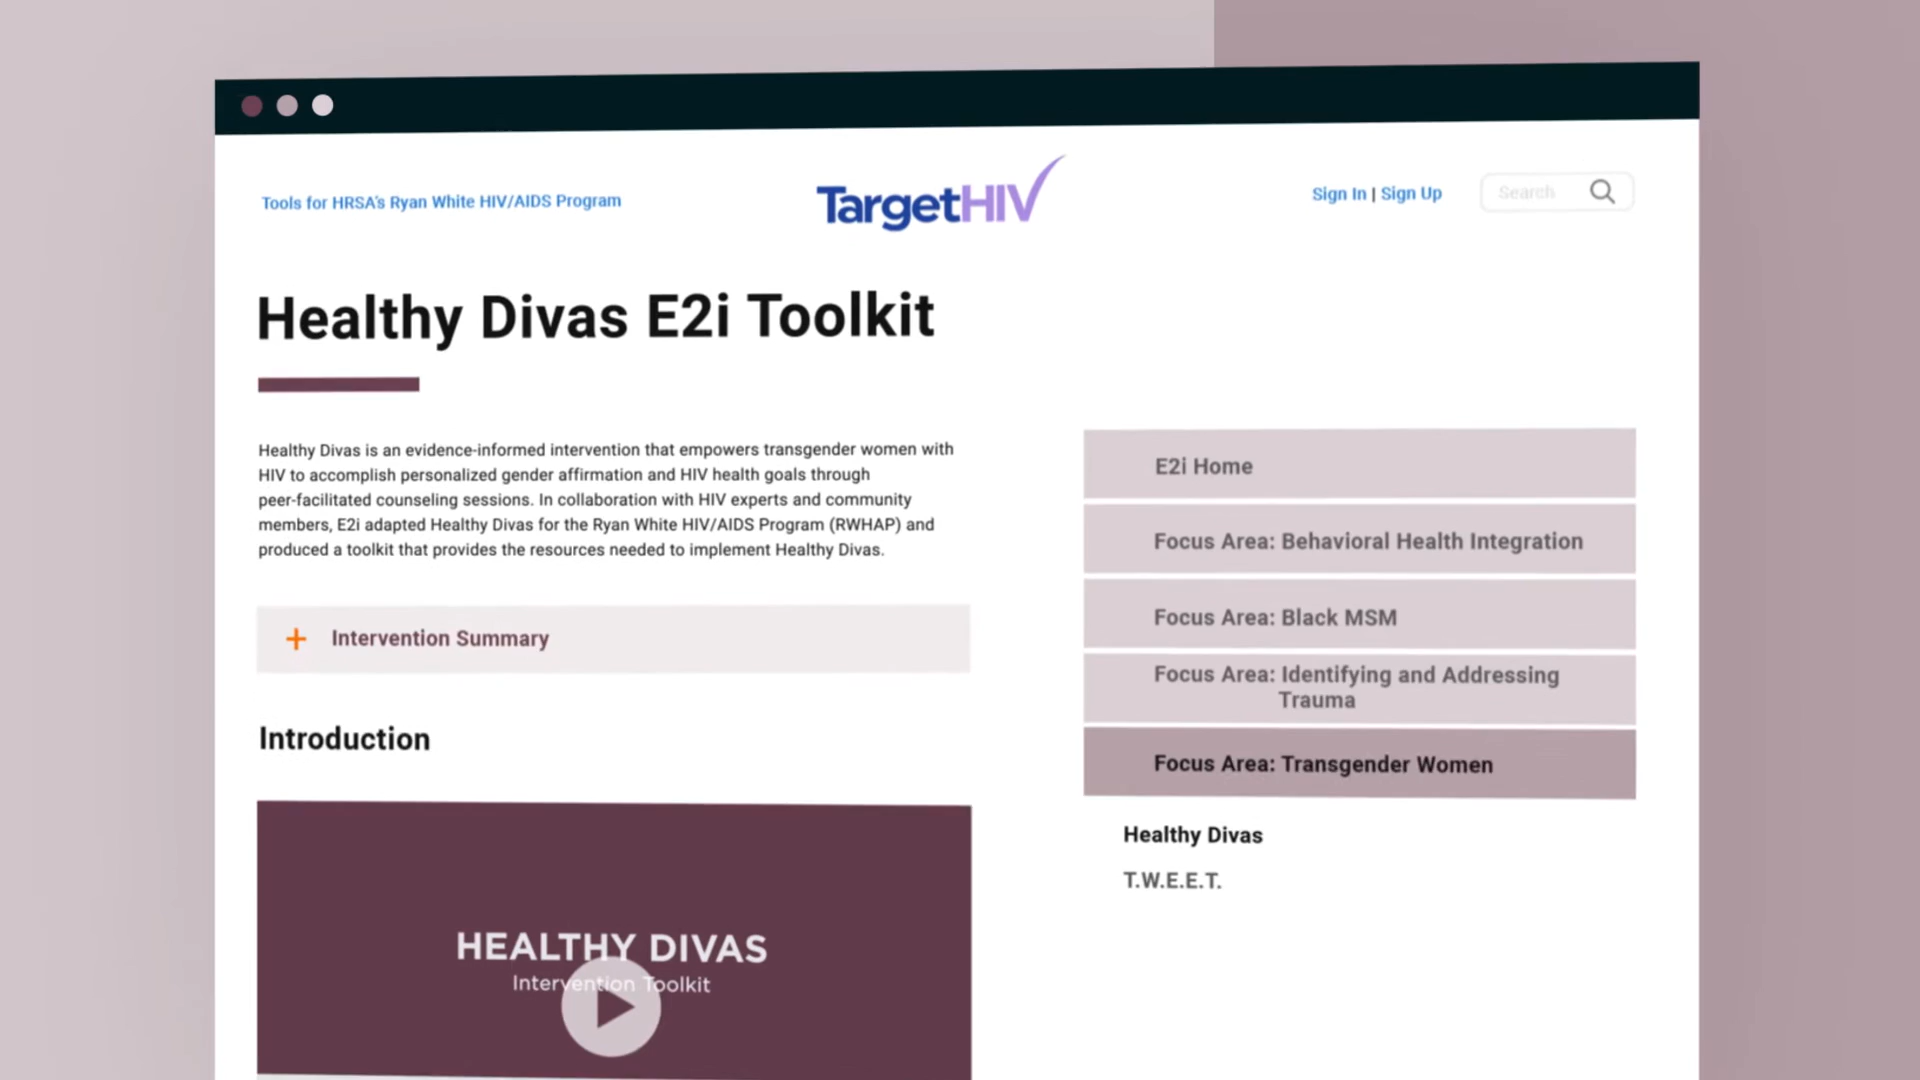 Tools for HRSA's Ryan White HIV/AIDS Program
TargetHIV
Sign In | Sign Up
Search
Healthy Divas E2i Toolkit
Healthy Divas is an evidence-informed intervention that empowers transgender women with
HIV to accomplish personalized gender affirmation and HIV health goals through
peer-facilitated counseling sessions. In collaboration with HIV experts and community
members, E2i adapted Healthy Divas for the Ryan White HIV/AIDS Program (RWHAP) and
produced a toolkit that provides the resources needed to implement Healthy Divas.
+ Intervention Summary
Introduction
HEALTHY DIVAS
Intervention Toolkit
E2i Home
Focus Area: Behavioral Health Integration
Focus Area: Black MSM
Focus Area: Identifying and Addressing
Trauma
Focus Area: Transgender Women
Healthy Divas
T.W.E.E.T.